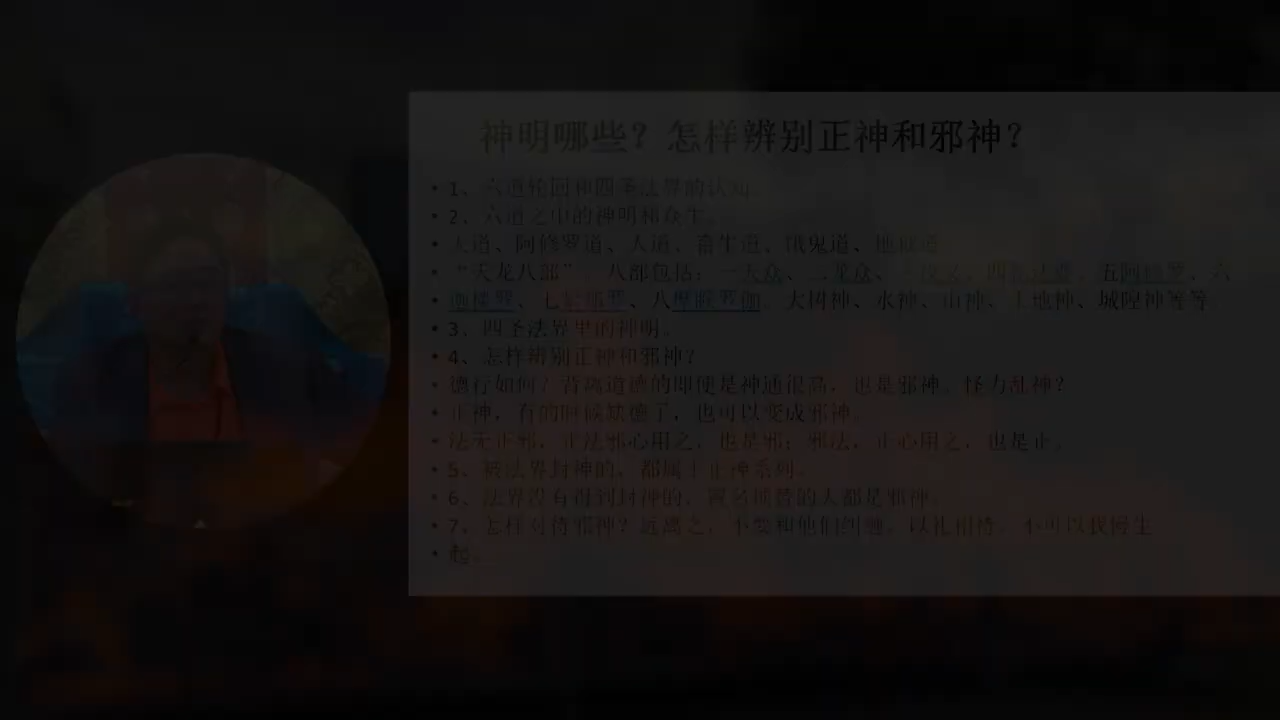 神明哪些？怎样辨别正神和邪神？
• 1、六道轮回和四圣法界的认知。
• 2、六道之中的神明和众生。
• 天道、阿修罗道、人道、畜生道、饿鬼道、地狱道
• “天龙八部” 八部包括：一天众、二龙众、三夜叉、四乾闼婆、五阿修罗、六
• 迦楼罗、七紧那罗、八摩睺罗伽、大树神、水神、山神、土地神、城隍神等等。
• 3、四圣法界里的神明。
• 4、怎样辨别正神和邪神？
• 德行如何？背离道德的即使是神通很高，也是邪神。怪力乱神？
• 正神，有的时候缺德了，也可以变成邪神。
• 法无正邪，正法邪心用之，也是邪；邪法，正心用之，也是正。
• 5、被法界封神的，都属于正神系列。
• 6、法界没有得到封神的，冒名顶替的人都是邪神。
• 7、怎样对待邪神？远离之，不要和他们纠缠，以礼相待，不可以我慢生
• 起。